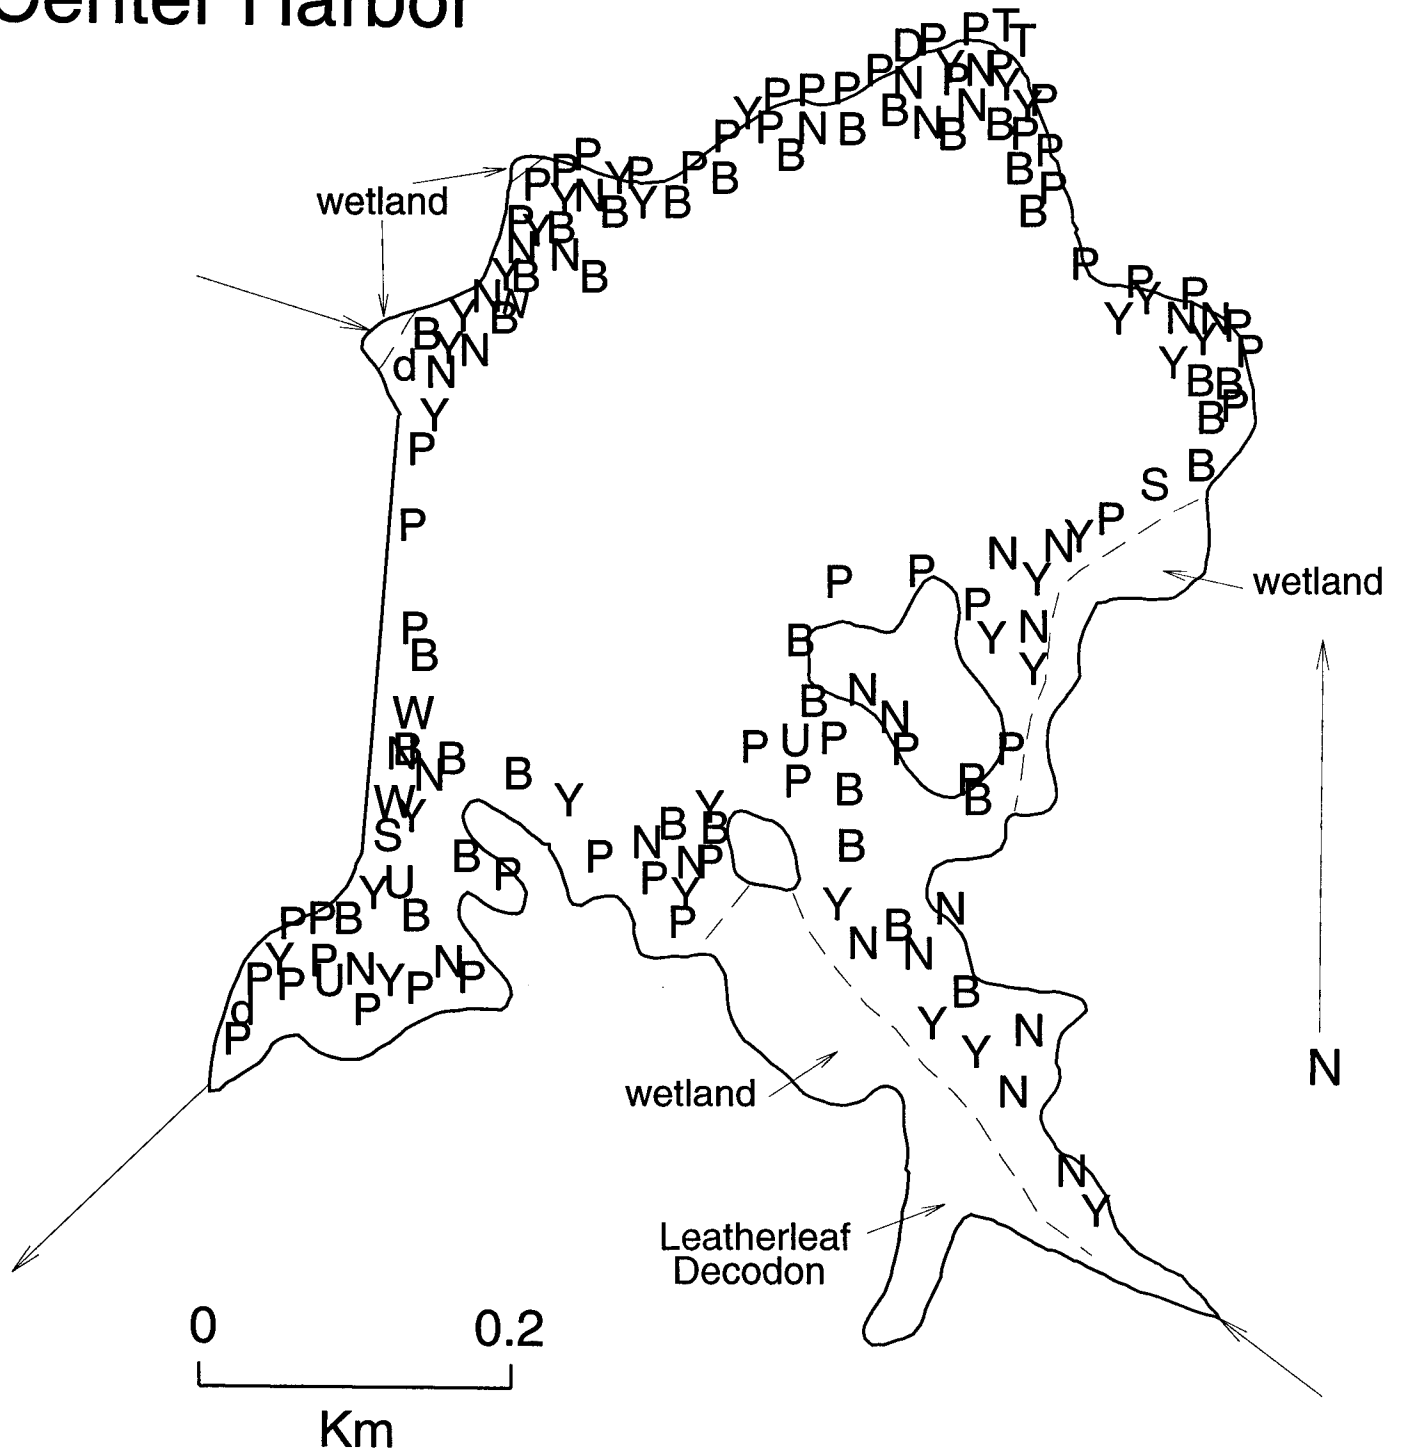 Center Harbor
P T T
D P
Y N P Y
P P P P N P N Y P
Y P N B B N B B P P
P P B B P
P B P
wetland P P Y P P B B
P Y N B Y B
P Y B
N N B P
Y B P Y P
N W Y N N P
Y B Y P
B Y N Y B B
d N B P
Y
P B
S
P N N Y P
P P Y wetland
P P N
B B Y Y
W B N N
N B P U P P P
N B B P B
W Y B Y Y B
S N B B B
B P P N P
Y U P Y Y N
P P B B P N B N
Y P N N P
P P U N Y P B
d P Y N
P Y N
wetland
N
N
Y
Leatherleaf
Decodon
0 0.2
Km